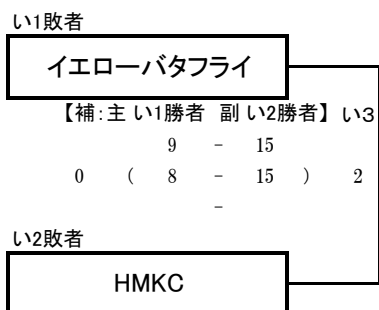 い1敗者
イエローバタフライ
【補:主 い1勝者 副 い2勝者】 い3
9 - 15
0 ( 8 - 15 ) 2
-
い2敗者
HMKC